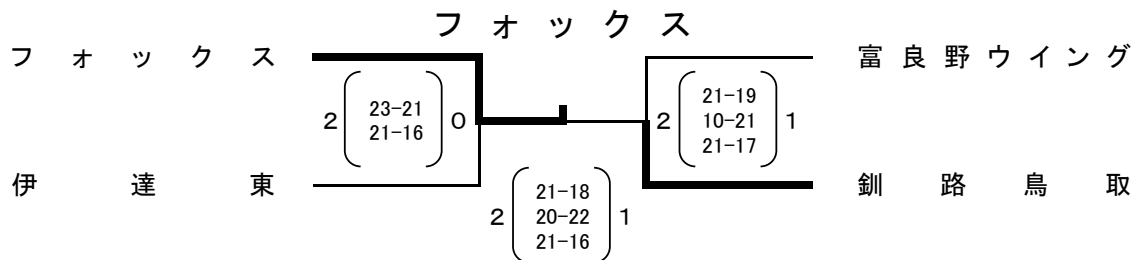 フォックス
フォックス
富良野ウイング
2 23-21 0
21-16
2 21-19 1
10-21
21-17
伊達東
釧路鳥取
2 21-18 1
20-22
21-16